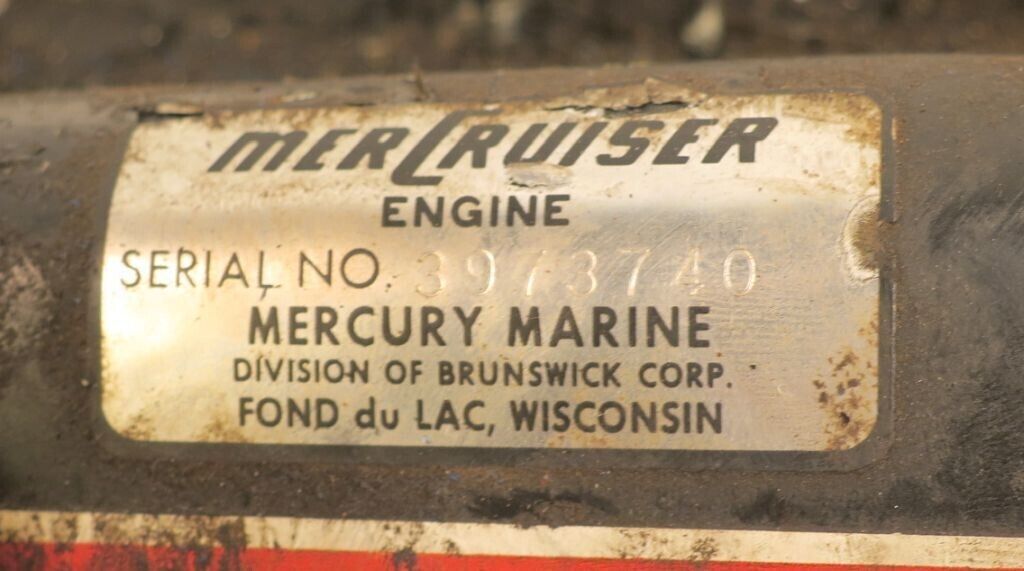 MERCRUISER
ENGINE
SERIAL NO. 3973740
MERCURY MARINE
DIVISION OF BRUNSWICK CORP.
FOND du LAC, WISCONSIN